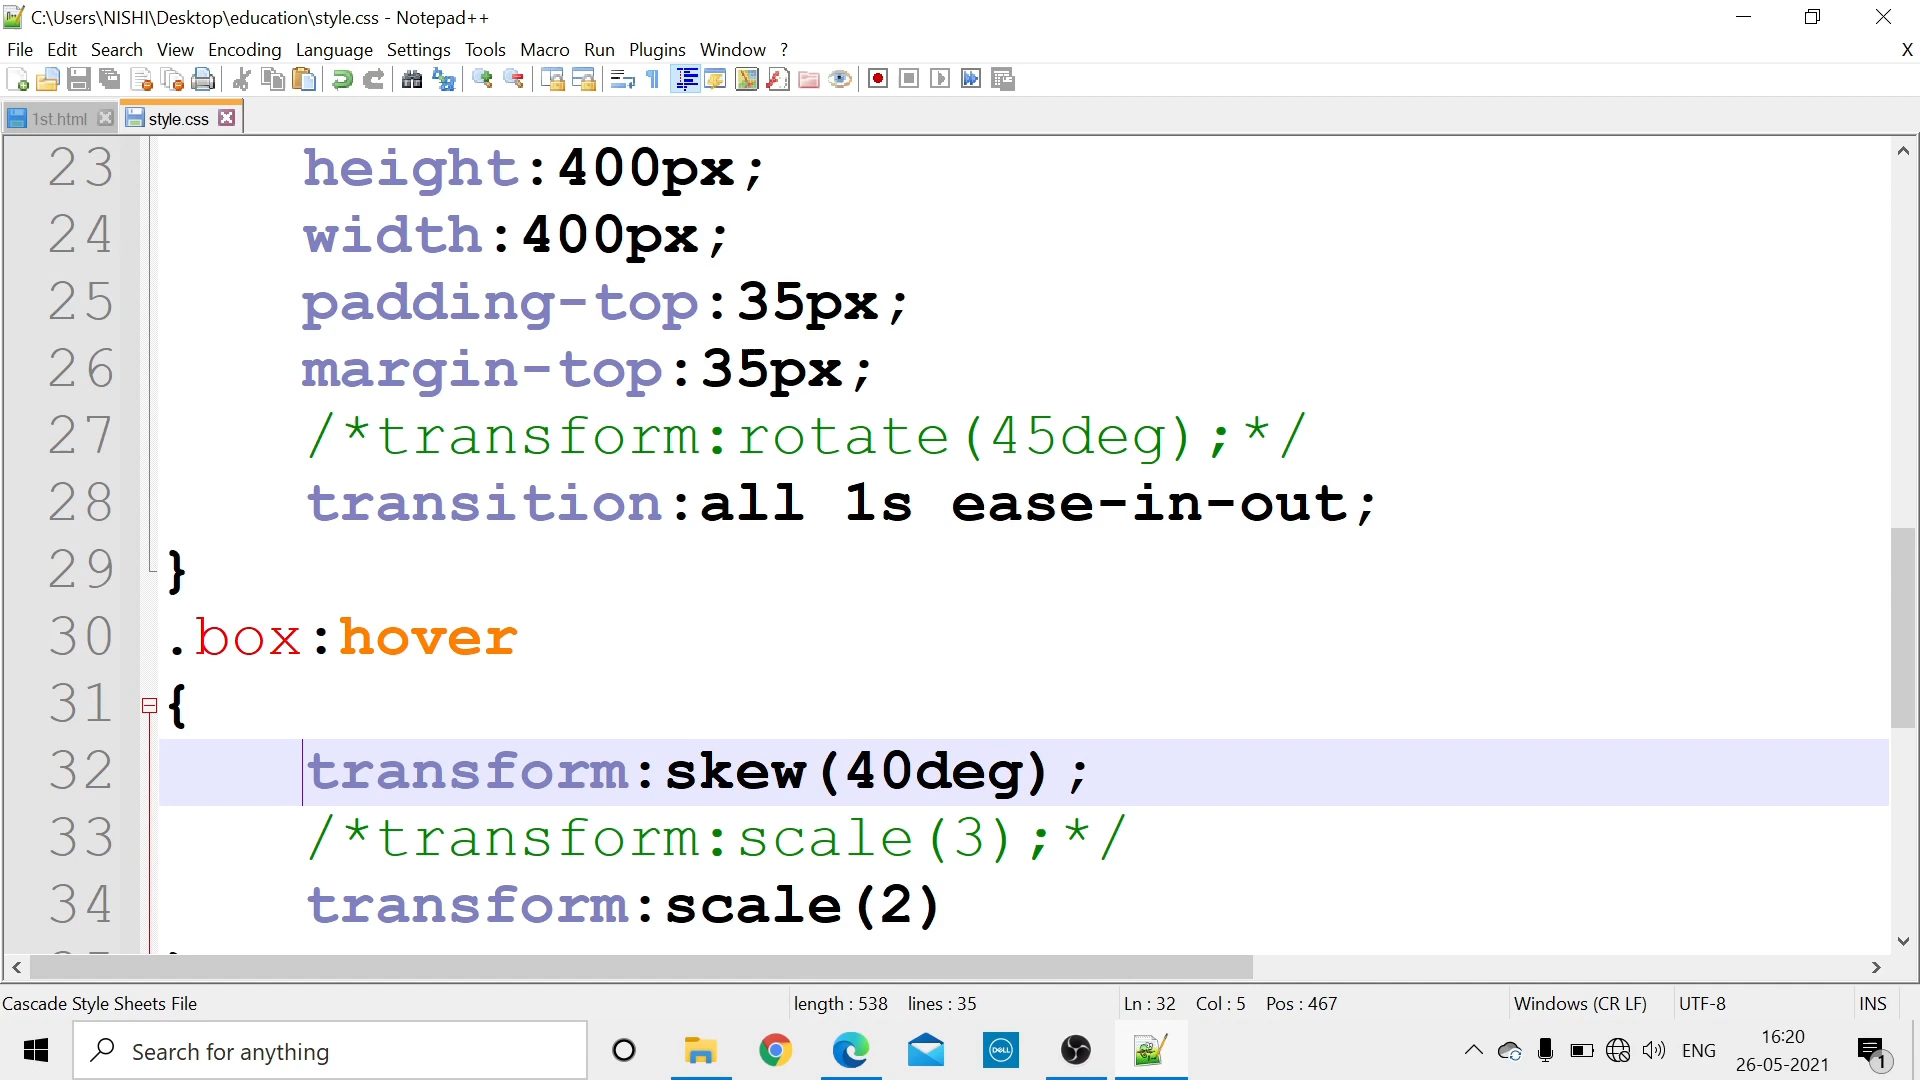 C:\Users\NISHI\Desktop\education\style.css - Notepad++
File Edit Search View Encoding Language Settings Tools Macro Run Plugins Window ?
X
1st.html
style.css
23 height:400px;
24 width:400px;
25 padding-top:35px;
26 margin-top:35px;
27 /*transform:rotate(45deg);*/
28 transition:all 1s ease-in-out;
29 }
30 .box:hover
31 {
32 transform:skew(40deg);
33 /*transform:scale(3);*/
34 transform:scale(2)
Cascade Style Sheets File length : 538 lines : 35 Ln : 32 Col : 5 Pos : 467 Windows (CR LF) UTF-8 INS
Search for anything
DELL
ENG
16:20
26-05-2021
1